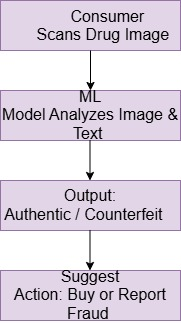 Consumer
Scans Drug Image
ML
Model Analyzes Image &
Text
Output:
Authentic / Counterfeit
Suggest
Action: Buy or Report
Fraud